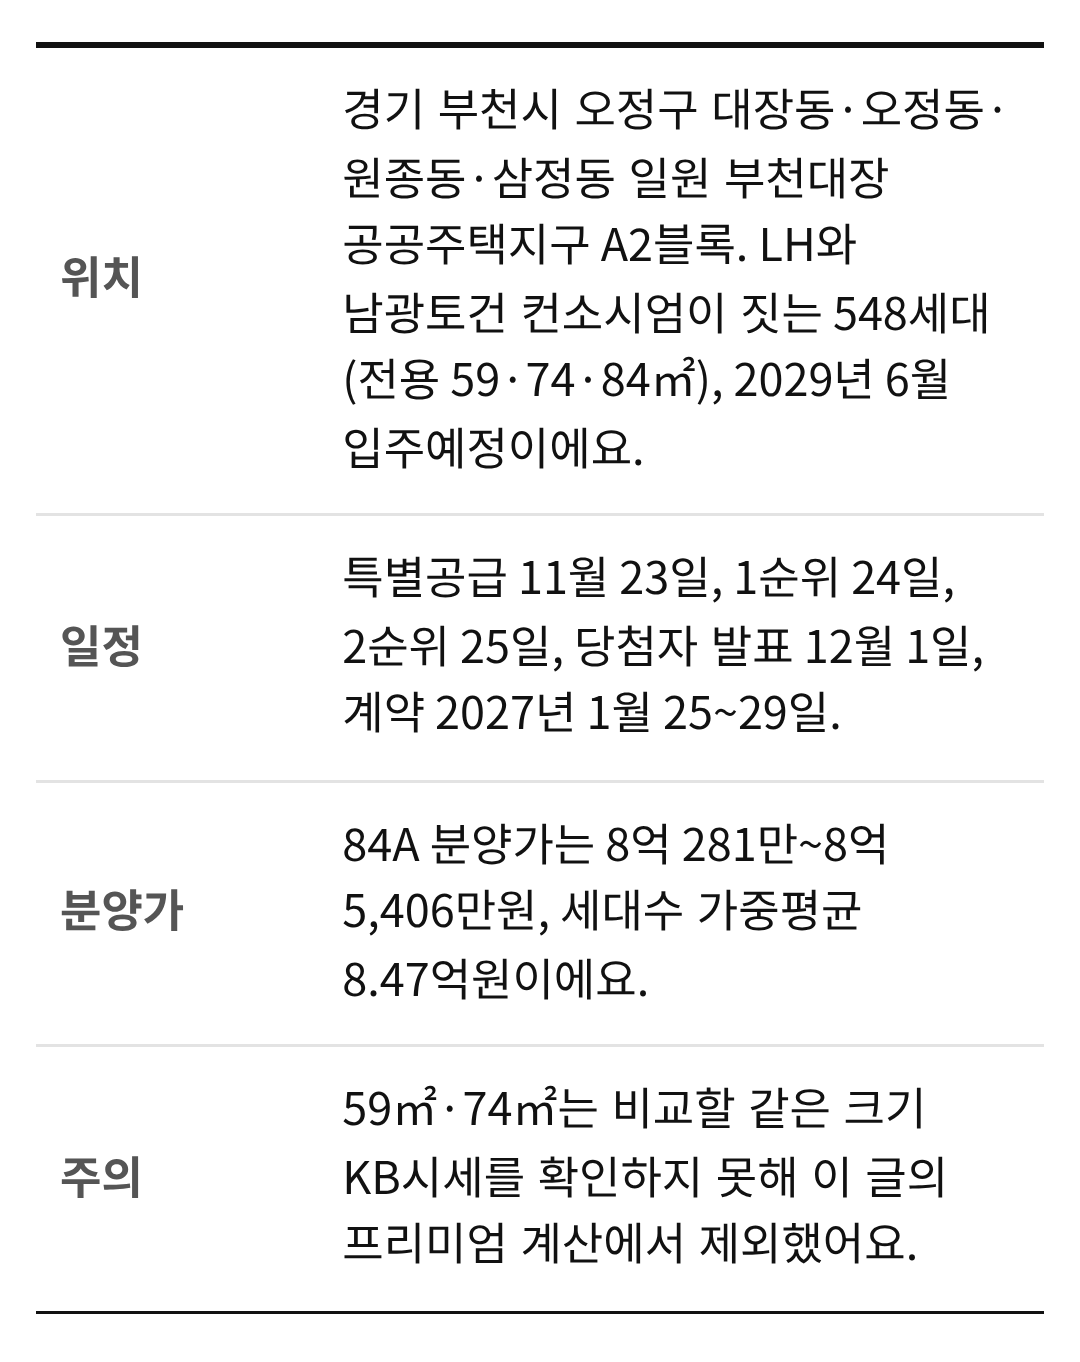 위치
경기 부천시 오정구 대장동·오정동·
원종동·삼정동 일원 부천대장
공공주택지구 A2블록. LH와
남광토건 컨소시엄이 짓는 548세대
(전용 59·74·84㎡), 2029년 6월
입주예정이에요.
일정
특별공급 11월 23일, 1순위 24일,
2순위 25일, 당첨자 발표 12월 1일,
계약 2027년 1월 25~29일.
분양가
84A 분양가는 8억 281만~8억
5,406만원, 세대수 가중평균
8.47억원이에요.
주의
59㎡·74㎡는 비교할 같은 크기
KB시세를 확인하지 못해 이 글의
프리미엄 계산에서 제외했어요.